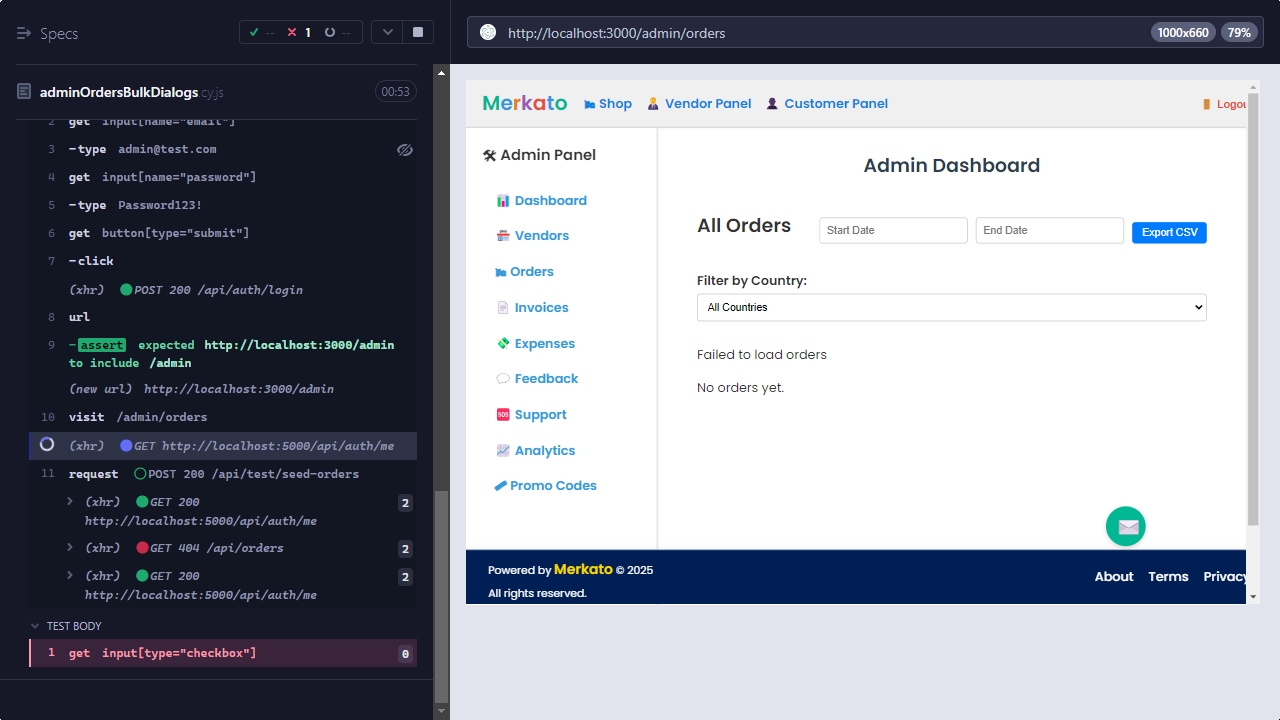 Specs
-- 1 --
http://localhost:3000/admin/orders
1000x660
79%
adminOrdersBulkDialogs.cy.js
00:53
2 get input[name="email"]
3 -type admin@test.com
4 get input[name="password"]
5 -type Password123!
6 get button[type="submit"]
7 -click
(xhr) POST 200 /api/auth/login
8 url
9 -assert expected http://localhost:3000/admin
to include /admin
(new url) http://localhost:3000/admin
10 visit /admin/orders
(xhr) GET http://localhost:5000/api/auth/me
11 request POST 200 /api/test/seed-orders
(xhr) GET 200 2
http://localhost:5000/api/auth/me
(xhr) GET 404 /api/orders 2
(xhr) GET 200 2
http://localhost:5000/api/auth/me
TEST BODY
1 get input[type="checkbox"] 0
Merkato
Shop
Vendor Panel
Customer Panel
Logou
Admin Panel
Dashboard
Vendors
Orders
Invoices
Expenses
Feedback
SOS Support
Analytics
Promo Codes
Admin Dashboard
All Orders
Start Date
End Date
Export CSV
Filter by Country:
All Countries
Failed to load orders
No orders yet.
Powered by Merkato © 2025
All rights reserved.
About
Terms
Privacy